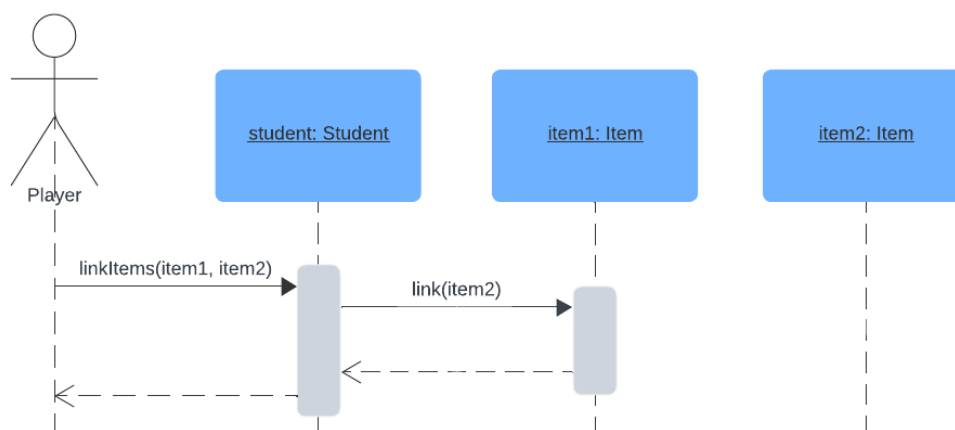 Player
student: Student
item1: Item
item2: Item
linkItems(item1, item2)
link(item2)